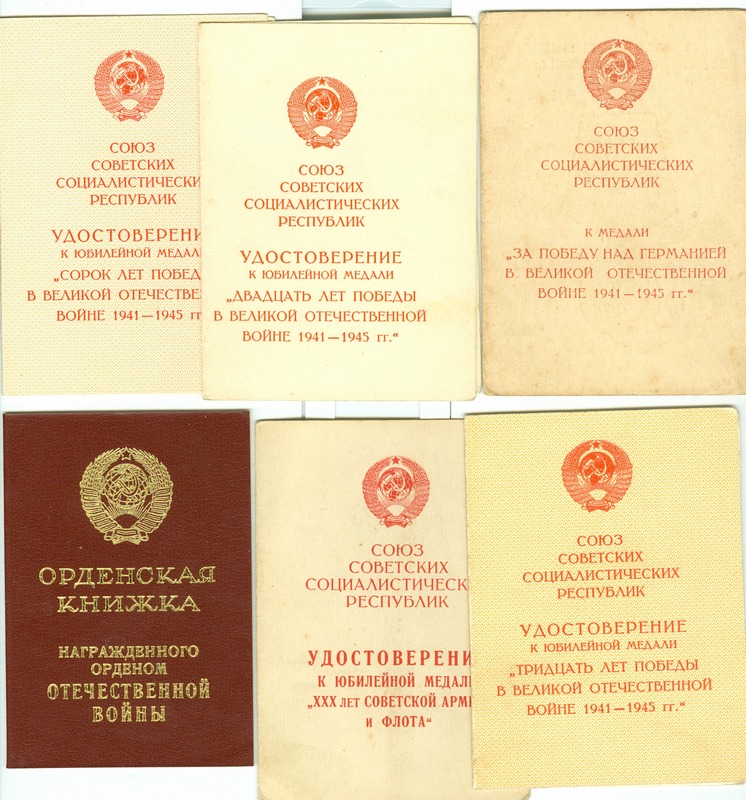 СОЮЗ
СОВЕТСКИХ
СОЦИАЛИСТИЧЕСКИ
РЕСПУБЛИК
УДОСТОВЕРЕНИ
К ЮБИЛЕЙНОЙ МЕДАЛ
„СОРОК ЛЕТ ПОБЕД
В ВЕЛИКОЙ ОТЕЧЕСТВЕН
ВОЙНЕ 1941—1945 гг
СОЮЗ
СОВЕТСКИХ
СОЦИАЛИСТИЧЕСКИХ
РЕСПУБЛИК
УДОСТОВЕРЕНИЕ
К ЮБИЛЕЙНОЙ МЕДАЛИ
„ДВАДЦАТЬ ЛЕТ ПОБЕДЫ
В ВЕЛИКОЙ ОТЕЧЕСТВЕННОЙ
ВОЙНЕ 1941—1945 гг.“
СОЮЗ
СОВЕТСКИХ
СОЦИАЛИСТИЧЕСКИХ
РЕСПУБЛИК
К МЕДАЛИ
„ЗА ПОБЕДУ НАД ГЕРМАНИЕЙ
В ВЕЛИКОЙ ОТЕЧЕСТВЕННОЙ
ВОЙНЕ 1941—1945 гг.“
ОРДЕНСКАЯ
КНИЖКА
НАГРАЖДЕННОГО
ОРДЕНОМ
ОТЕЧЕСТВЕННОЙ
ВОЙНЫ
СОЮЗ
СОВЕТСКИХ
СОЦИАЛИСТИЧЕСК
РЕСПУБЛИК
УДОСТОВЕРЕНИ
К ЮБИЛЕЙНОЙ МЕДАЛ
„XXX ЛЕТ СОВЕТСКОЙ АРМ
И ФЛОТА“
СОЮЗ
СОВЕТСКИХ
СОЦИАЛИСТИЧЕСКИХ
РЕСПУБЛИК
УДОСТОВЕРЕНИЕ
К ЮБИЛЕЙНОЙ МЕДАЛИ
„ТРИДЦАТЬ ЛЕТ ПОБЕДЫ
В ВЕЛИКОЙ ОТЕЧЕСТВЕННОЙ
ВОЙНЕ 1941—1945 гг.“